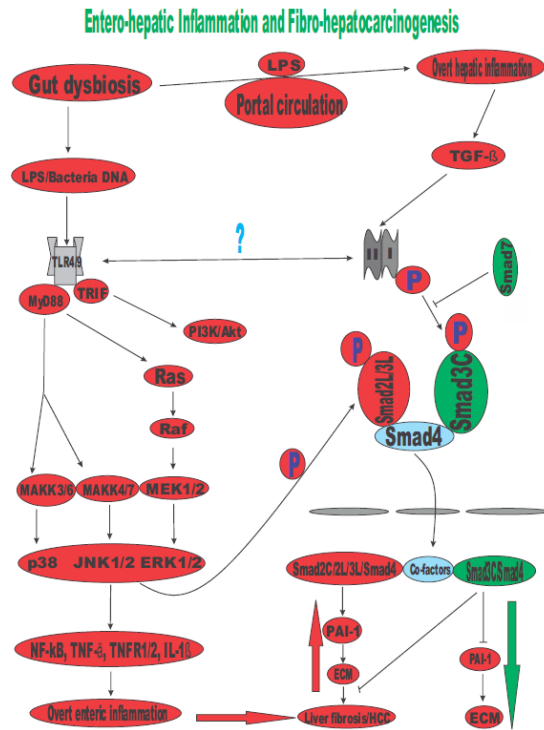 Entero-hepatic Inflammation and Fibro-hepatocarcinogenesis
Gut dysbiosis
LPS
Portal circulation
Overt hepatic inflammation
TGF-ß
LPS/Bacteria DNA
TLR4/9
MyD88
TRIF
?
II
I
P
Smad7
PI3K/Akt
Ras
Raf
P
Smad2L/3L
P
Smad3C
Smad4
P
MAKK3/6
MAKK4/7
MEK1/2
p38 JNK1/2 ERK1/2
Smad2C/2L/3L/Smad4
Co-factors
Smad3C/Smad4
PAI-1
ECM
PAI-1
NF-kB, TNF-, TNFR1/2, IL-1ß
Overt enteric inflammation
Liver fibrosis/HCC
ECM